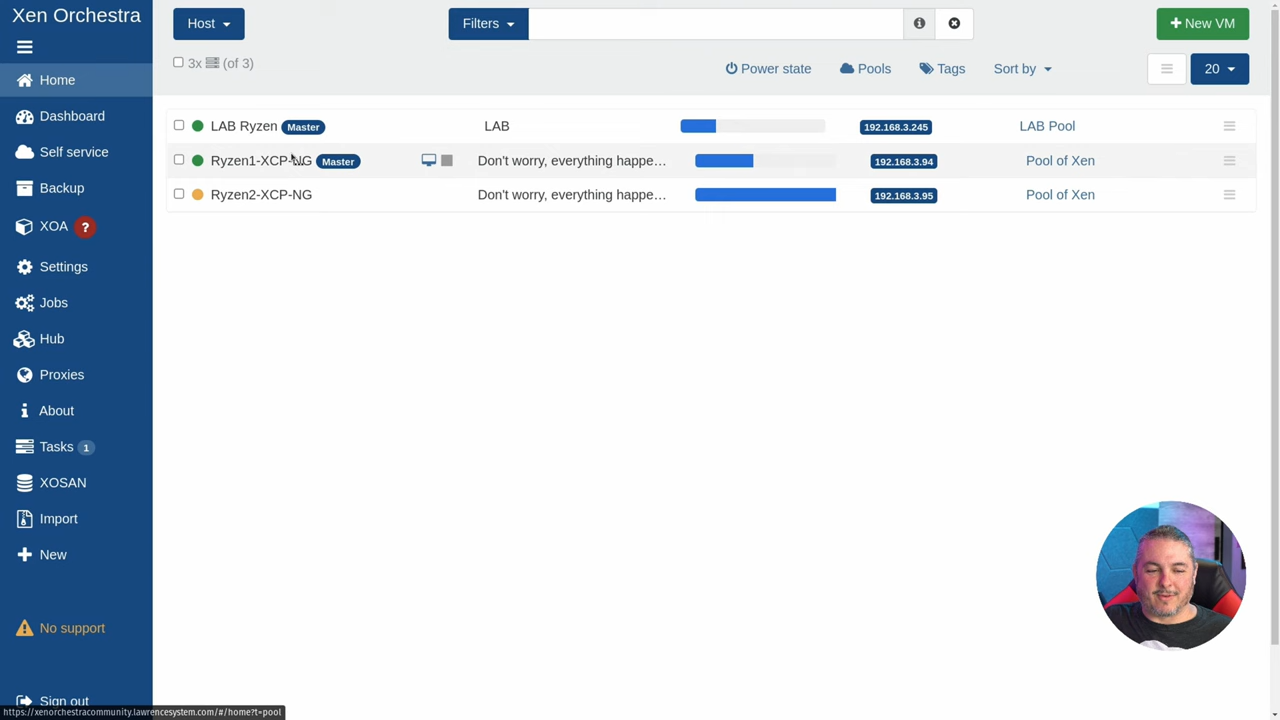 Xen Orchestra
Host
Filters
New VM
3x (of 3)
Power state
Pools
Tags
Sort by
20
Home
Dashboard
Self service
Backup
XOA ?
Settings
Jobs
Hub
Proxies
About
Tasks 1
XOSAN
Import
New
No support
Sign out
LAB Ryzen Master LAB 192.168.3.245 LAB Pool
Ryzen1-XCP-NG Master Don't worry, everything happe… 192.168.3.94 Pool of Xen
Ryzen2-XCP-NG Don't worry, everything happe… 192.168.3.95 Pool of Xen
https://xenorchestracommunity.lawrencesystem.com/#/home?t=pool